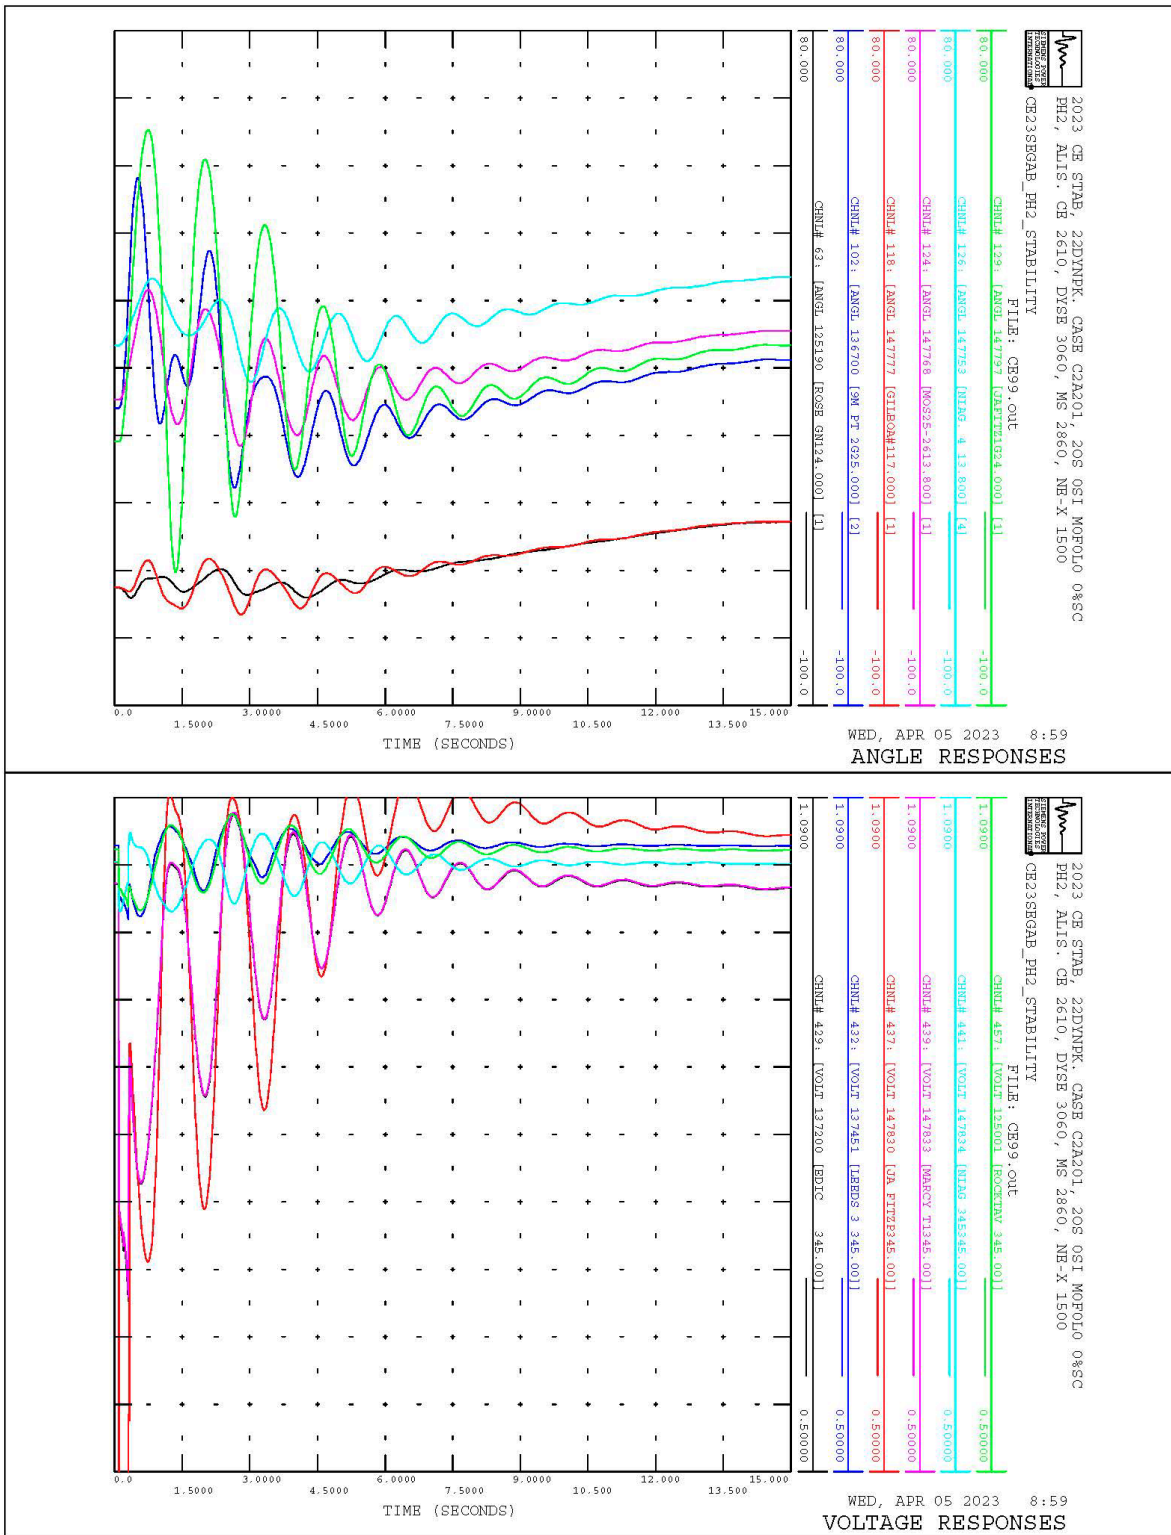 2023 CE STAB, 22DYNPK. CASE C2A201, 20S 0SI MOFOLO 0%SC
PH2, ALIS. CE 2610, DYSE 3060, MS 2860, NE-X 1500
SIEMENS POWER
TECHNOLOGIES
INTERNATIONAL
CE23SEGAB_PH2_STABILITY
FILE: CE99.out
CHNL# 129: [ANGL 147797 [JAFITZ1G24.000] [1]
80.000 -100.0
CHNL# 126: [ANGL 147753 [NIAG. 4 13.800] [4]
80.000 -100.0
CHNL# 124: [ANGL 147768 [MOS25-2613.800] [1]
80.000 -100.0
CHNL# 118: [ANGL 147777 [GILBOA#117.000] [1]
80.000 -100.0
CHNL# 102: [ANGL 136700 [9M PT 2G25.000] [2]
80.000 -100.0
CHNL# 63: [ANGL 125190 [ROSE GN124.000] [1]
80.000 -100.0
0.0 1.5000 3.0000 4.5000 6.0000 7.5000 9.0000 10.500 12.000 13.500 15.000
TIME (SECONDS)
WED, APR 05 2023 8:59
ANGLE RESPONSES
2023 CE STAB, 22DYNPK. CASE C2A201, 20S 0SI MOFOLO 0%SC
PH2, ALIS. CE 2610, DYSE 3060, MS 2860, NE-X 1500
SIEMENS POWER
TECHNOLOGIES
INTERNATIONAL
CE23SEGAB_PH2_STABILITY
FILE: CE99.out
CHNL# 457: [VOLT 125001 [ROCKTAV 345.00]]
1.0900 0.50000
CHNL# 441: [VOLT 147834 [NIAG 345345.00]]
1.0900 0.50000
CHNL# 439: [VOLT 147833 [MARCY T1345.00]]
1.0900 0.50000
CHNL# 437: [VOLT 147830 [JA FITZP345.00]]
1.0900 0.50000
CHNL# 432: [VOLT 137451 [LEEDS 3 345.00]]
1.0900 0.50000
CHNL# 429: [VOLT 137200 [EDIC 345.00]]
1.0900 0.50000
0.0 1.5000 3.0000 4.5000 6.0000 7.5000 9.0000 10.500 12.000 13.500 15.000
TIME (SECONDS)
WED, APR 05 2023 8:59
VOLTAGE RESPONSES